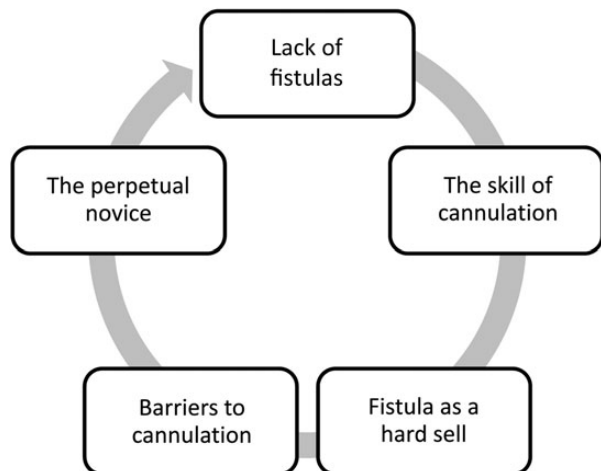 Lack of
fistulas
The skill of
cannulation
Fistula as a
hard sell
Barriers to
cannulation
The perpetual
novice